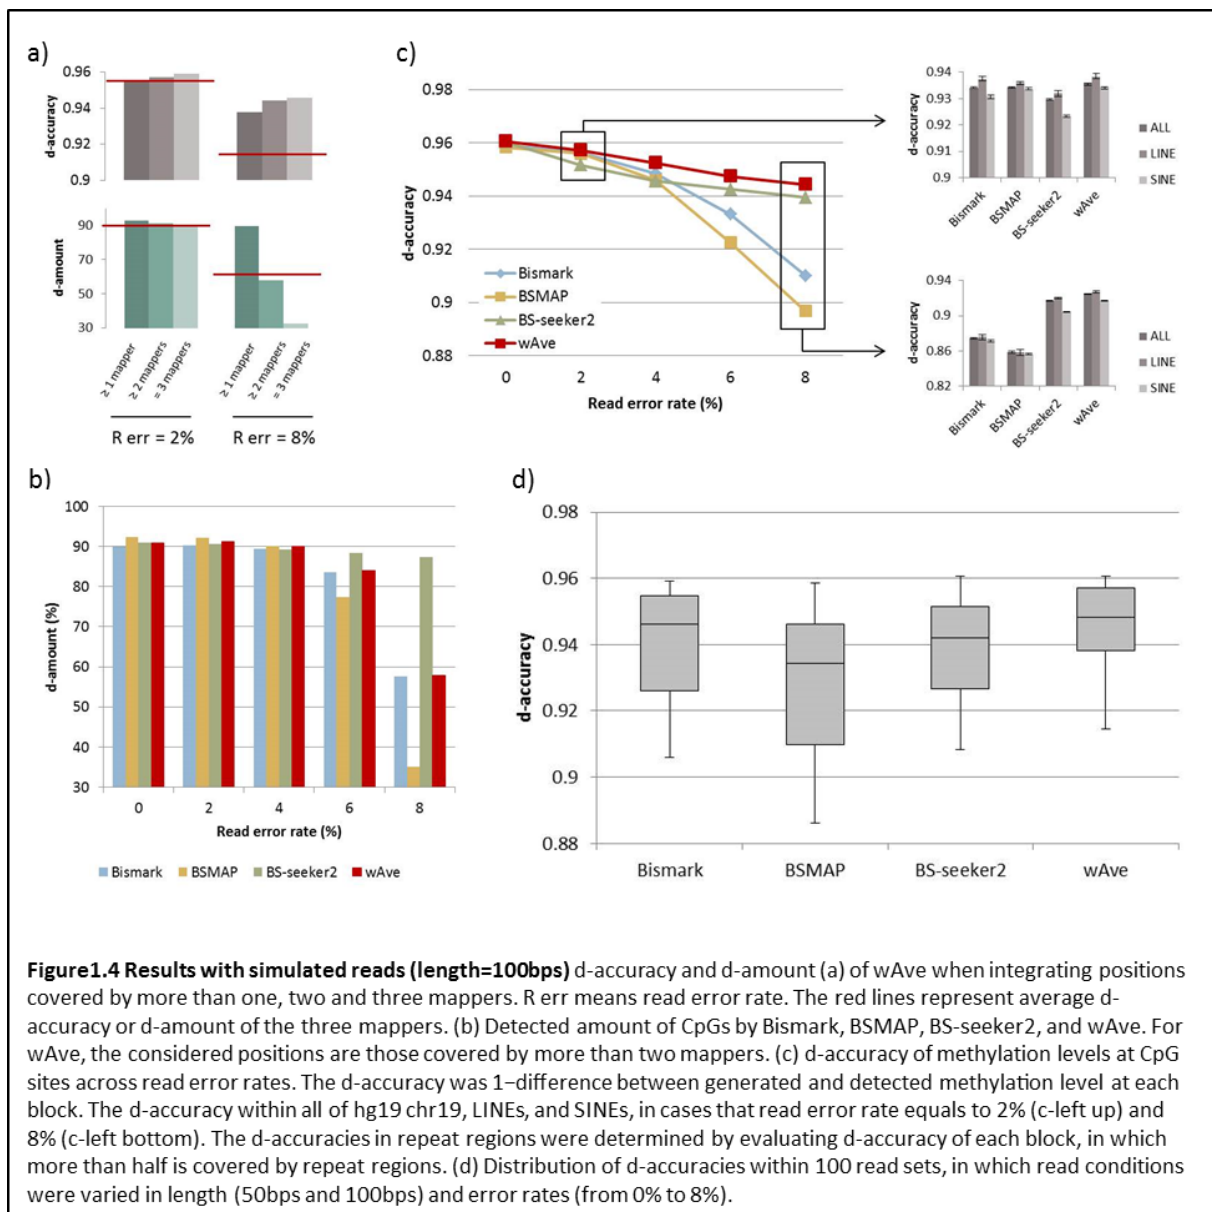 a)
0.96
0.94
0.92
0.9
d-accuracy
90
70
50
30
d-amount
≥ 1 mapper
≥ 2 mappers
= 3 mappers
≥ 1 mapper
≥ 2 mappers
= 3 mappers
R err = 2%
R err = 8%
c)
0.98
0.96
0.94
0.92
0.9
0.88
d-accuracy
Bismark
BSMAP
BS-seeker2
wAve
0 2 4 6 8
Read error rate (%)
0.94
0.93
0.92
0.91
0.9
d-accuracy
ALL
LINE
SINE
Bismark
BSMAP
BS-seeker2
wAve
0.94
0.9
0.86
0.82
d-accuracy
ALL
LINE
SINE
Bismark
BSMAP
BS-seeker2
wAve
b)
100
90
80
70
60
50
40
30
d-amount (%)
0 2 4 6 8
Read error rate (%)
Bismark BSMAP BS-seeker2 wAve
d)
0.98
0.96
0.94
0.92
0.9
0.88
d-accuracy
Bismark BSMAP BS-seeker2 wAve
Figure1.4 Results with simulated reads (length=100bps) d-accuracy and d-amount (a) of wAve when integrating positions
covered by more than one, two and three mappers. R err means read error rate. The red lines represent average d-
accuracy or d-amount of the three mappers. (b) Detected amount of CpGs by Bismark, BSMAP, BS-seeker2, and wAve. For
wAve, the considered positions are those covered by more than two mappers. (c) d-accuracy of methylation levels at CpG
sites across read error rates. The d-accuracy was 1−difference between generated and detected methylation level at each
block. The d-accuracy within all of hg19 chr19, LINEs, and SINEs, in cases that read error rate equals to 2% (c-left up) and
8% (c-left bottom). The d-accuracies in repeat regions were determined by evaluating d-accuracy of each block, in which
more than half is covered by repeat regions. (d) Distribution of d-accuracies within 100 read sets, in which read conditions
were varied in length (50bps and 100bps) and error rates (from 0% to 8%).